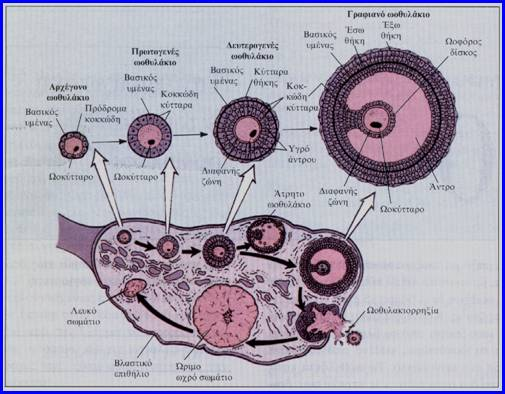 Γραφιανό ωοθυλάκιο
Βασικός
υμένας
Έσω
θήκη
Έξω
θήκη
Ωοφόρος
δίσκος
Δευτερογενές
ωοθυλάκιο
Βασικός
υμένας
Κύτταρα
θήκης
Κοκ-
κώδη
κύτταρα
Πρωτογενές
ωοθυλάκιο
Βασικός
υμένας
Κοκκώδη
κύτταρα
Αρχέγονο
ωοθυλάκιο
Βασικός
υμένας
Πρόδρομα
κοκκώδη
Ωοκύτταρο
Ωοκύτταρο
Διαφανής
ζώνη
Υγρό
άντρου
Διαφανής
ζώνη
Ωοκύτταρο
Άντρο
Άτρητο
ωοθυλάκιο
Λευκό
σωμάτιο
Βλαστικό
επιθήλιο
Ώριμο
ωχρό σωμάτιο
Ωοθυλακιορρηξία